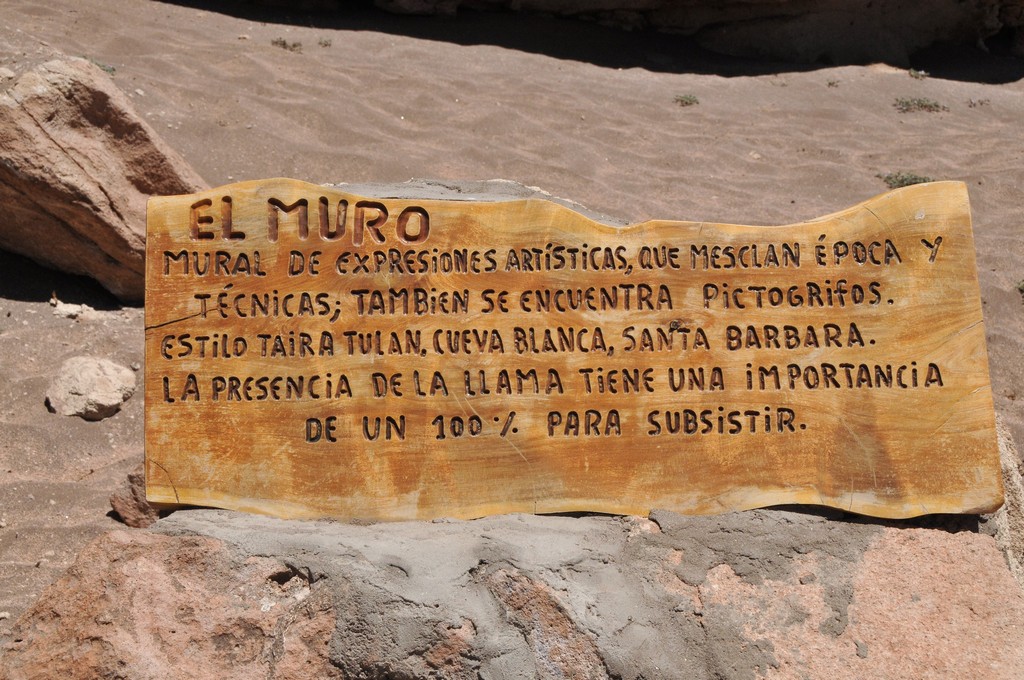 EL MURO
MURAL DE EXPRESIONES ARTÍSTICAS, QUE MESCLAN ÉPOCA Y
TÉCNICAS; TAMBIEN SE ENCUENTRA PICTOGRIFOS.
ESTILO TAIRA TULAN, CUEVA BLANCA, SANTA BARBARA.
LA PRESENCIA DE LA LLAMA TIENE UNA IMPORTANCIA
DE UN 100 % PARA SUBSISTIR.